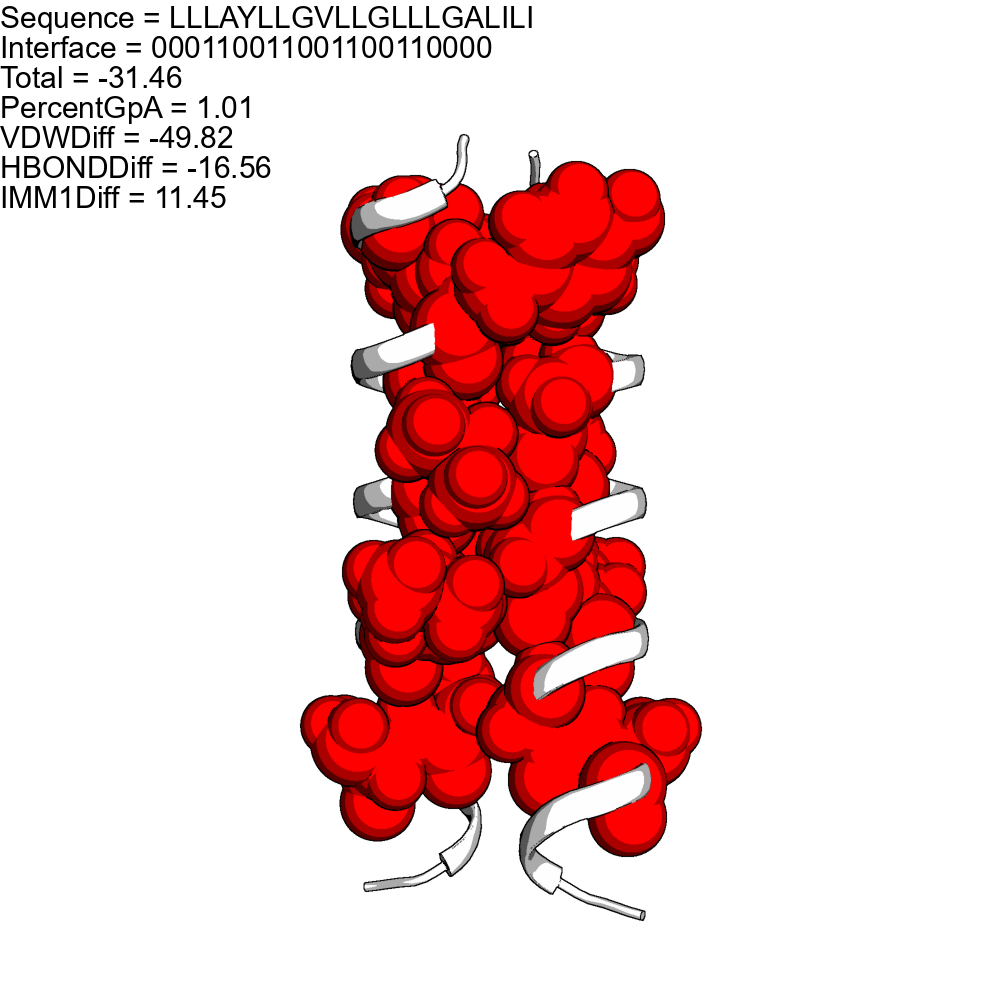 Sequence = LLLAYLLGVLLGLLLGALILI
Interface = 000110011001100110000
Total = -31.46
PercentGpA = 1.01
VDWDiff = -49.82
HBONDDiff = -16.56
IMM1Diff = 11.45